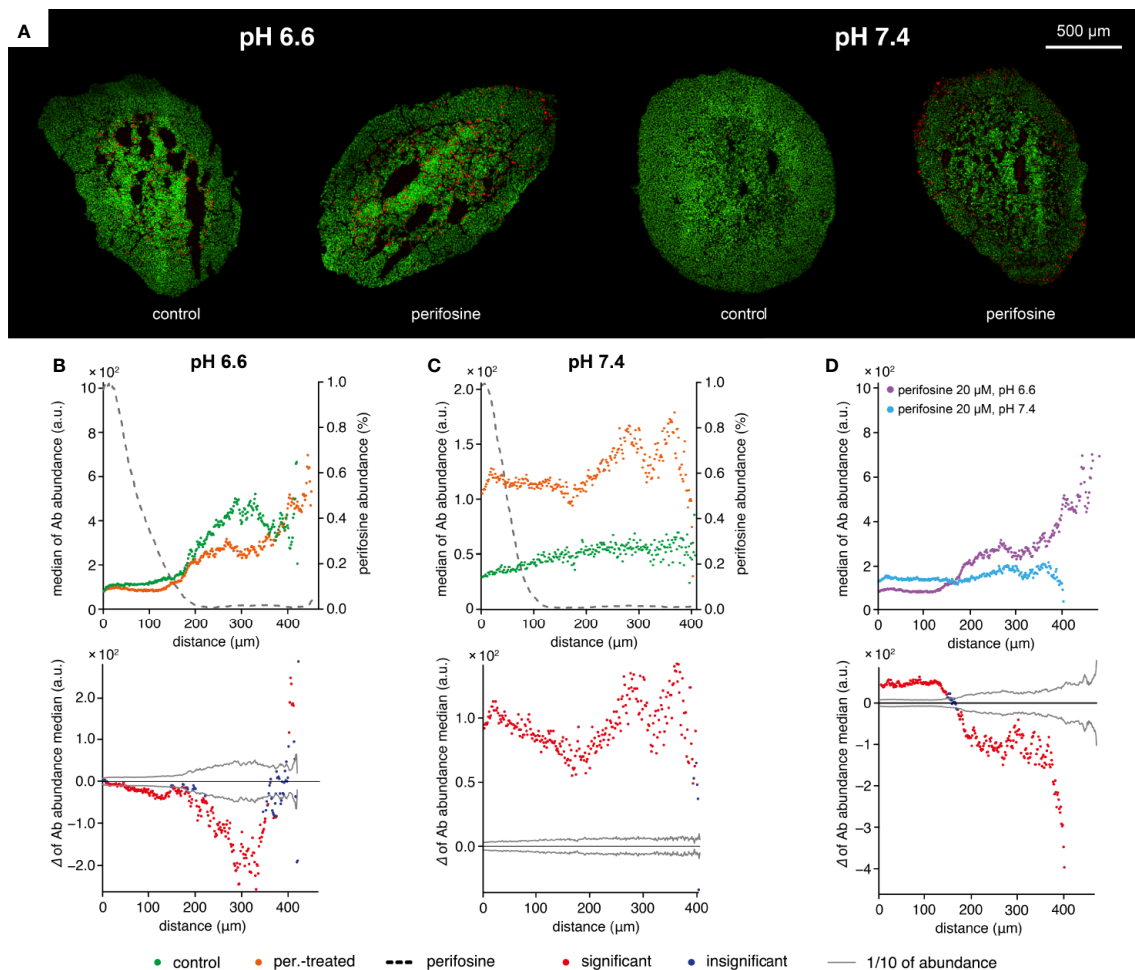 A
pH 6.6
pH 7.4
500 µm
control
perifosine
control
perifosine
B
pH 6.6
× 10²
10
8
6
4
2
0
median of Ab abundance (a.u.)
1.0
0.8
0.6
0.4
0.2
0.0
perifosine abundance (%)
0 100 200 300 400
distance (µm)
× 10²
2.0
1.0
0.0
−1.0
−2.0
Δ of Ab abundance median (a.u.)
0 100 200 300 400
distance (µm)
C
pH 7.4
× 10²
2.0
1.5
1.0
0.5
0
median of Ab abundance (a.u.)
1.0
0.8
0.6
0.4
0.2
0.0
perifosine abundance (%)
0 100 200 300 400
distance (µm)
× 10²
1.0
0.5
0.0
Δ of Ab abundance median (a.u.)
0 100 200 300 400
distance (µm)
D
× 10²
10
8
6
4
2
0
median of Ab abundance (a.u.)
perifosine 20 µM, pH 6.6
perifosine 20 µM, pH 7.4
0 100 200 300 400
distance (µm)
× 10²
0
−1
−2
−3
−4
Δ of Ab abundance median (a.u.)
0 100 200 300 400
distance (µm)
control per.-treated perifosine significant insignificant 1/10 of abundance